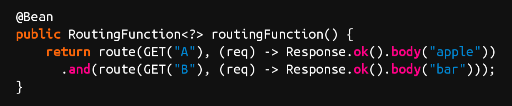 @Bean
public RoutingFunction<?> routingFunction() {
    return route(GET("A"), (req) -> Response.ok().body("apple"))
      .and(route(GET("B"), (req) -> Response.ok().body("bar")));
}